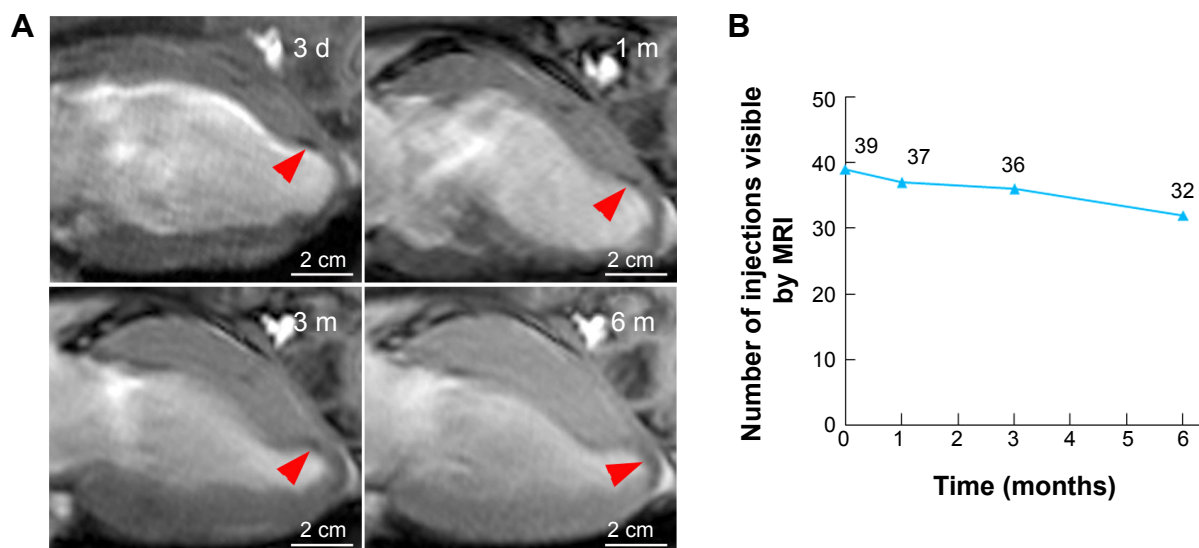 A
3 d
2 cm
1 m
2 cm
3 m
2 cm
6 m
2 cm
B
Number of injections visible
by MRI
50
40
30
20
10
0
39
37
36
32
0 1 2 3 4 5 6
Time (months)